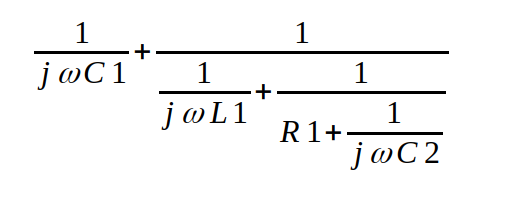 1/(jωC1) + 1/(1/(jωL1) + 1/(R1 + 1/(jωC2)))